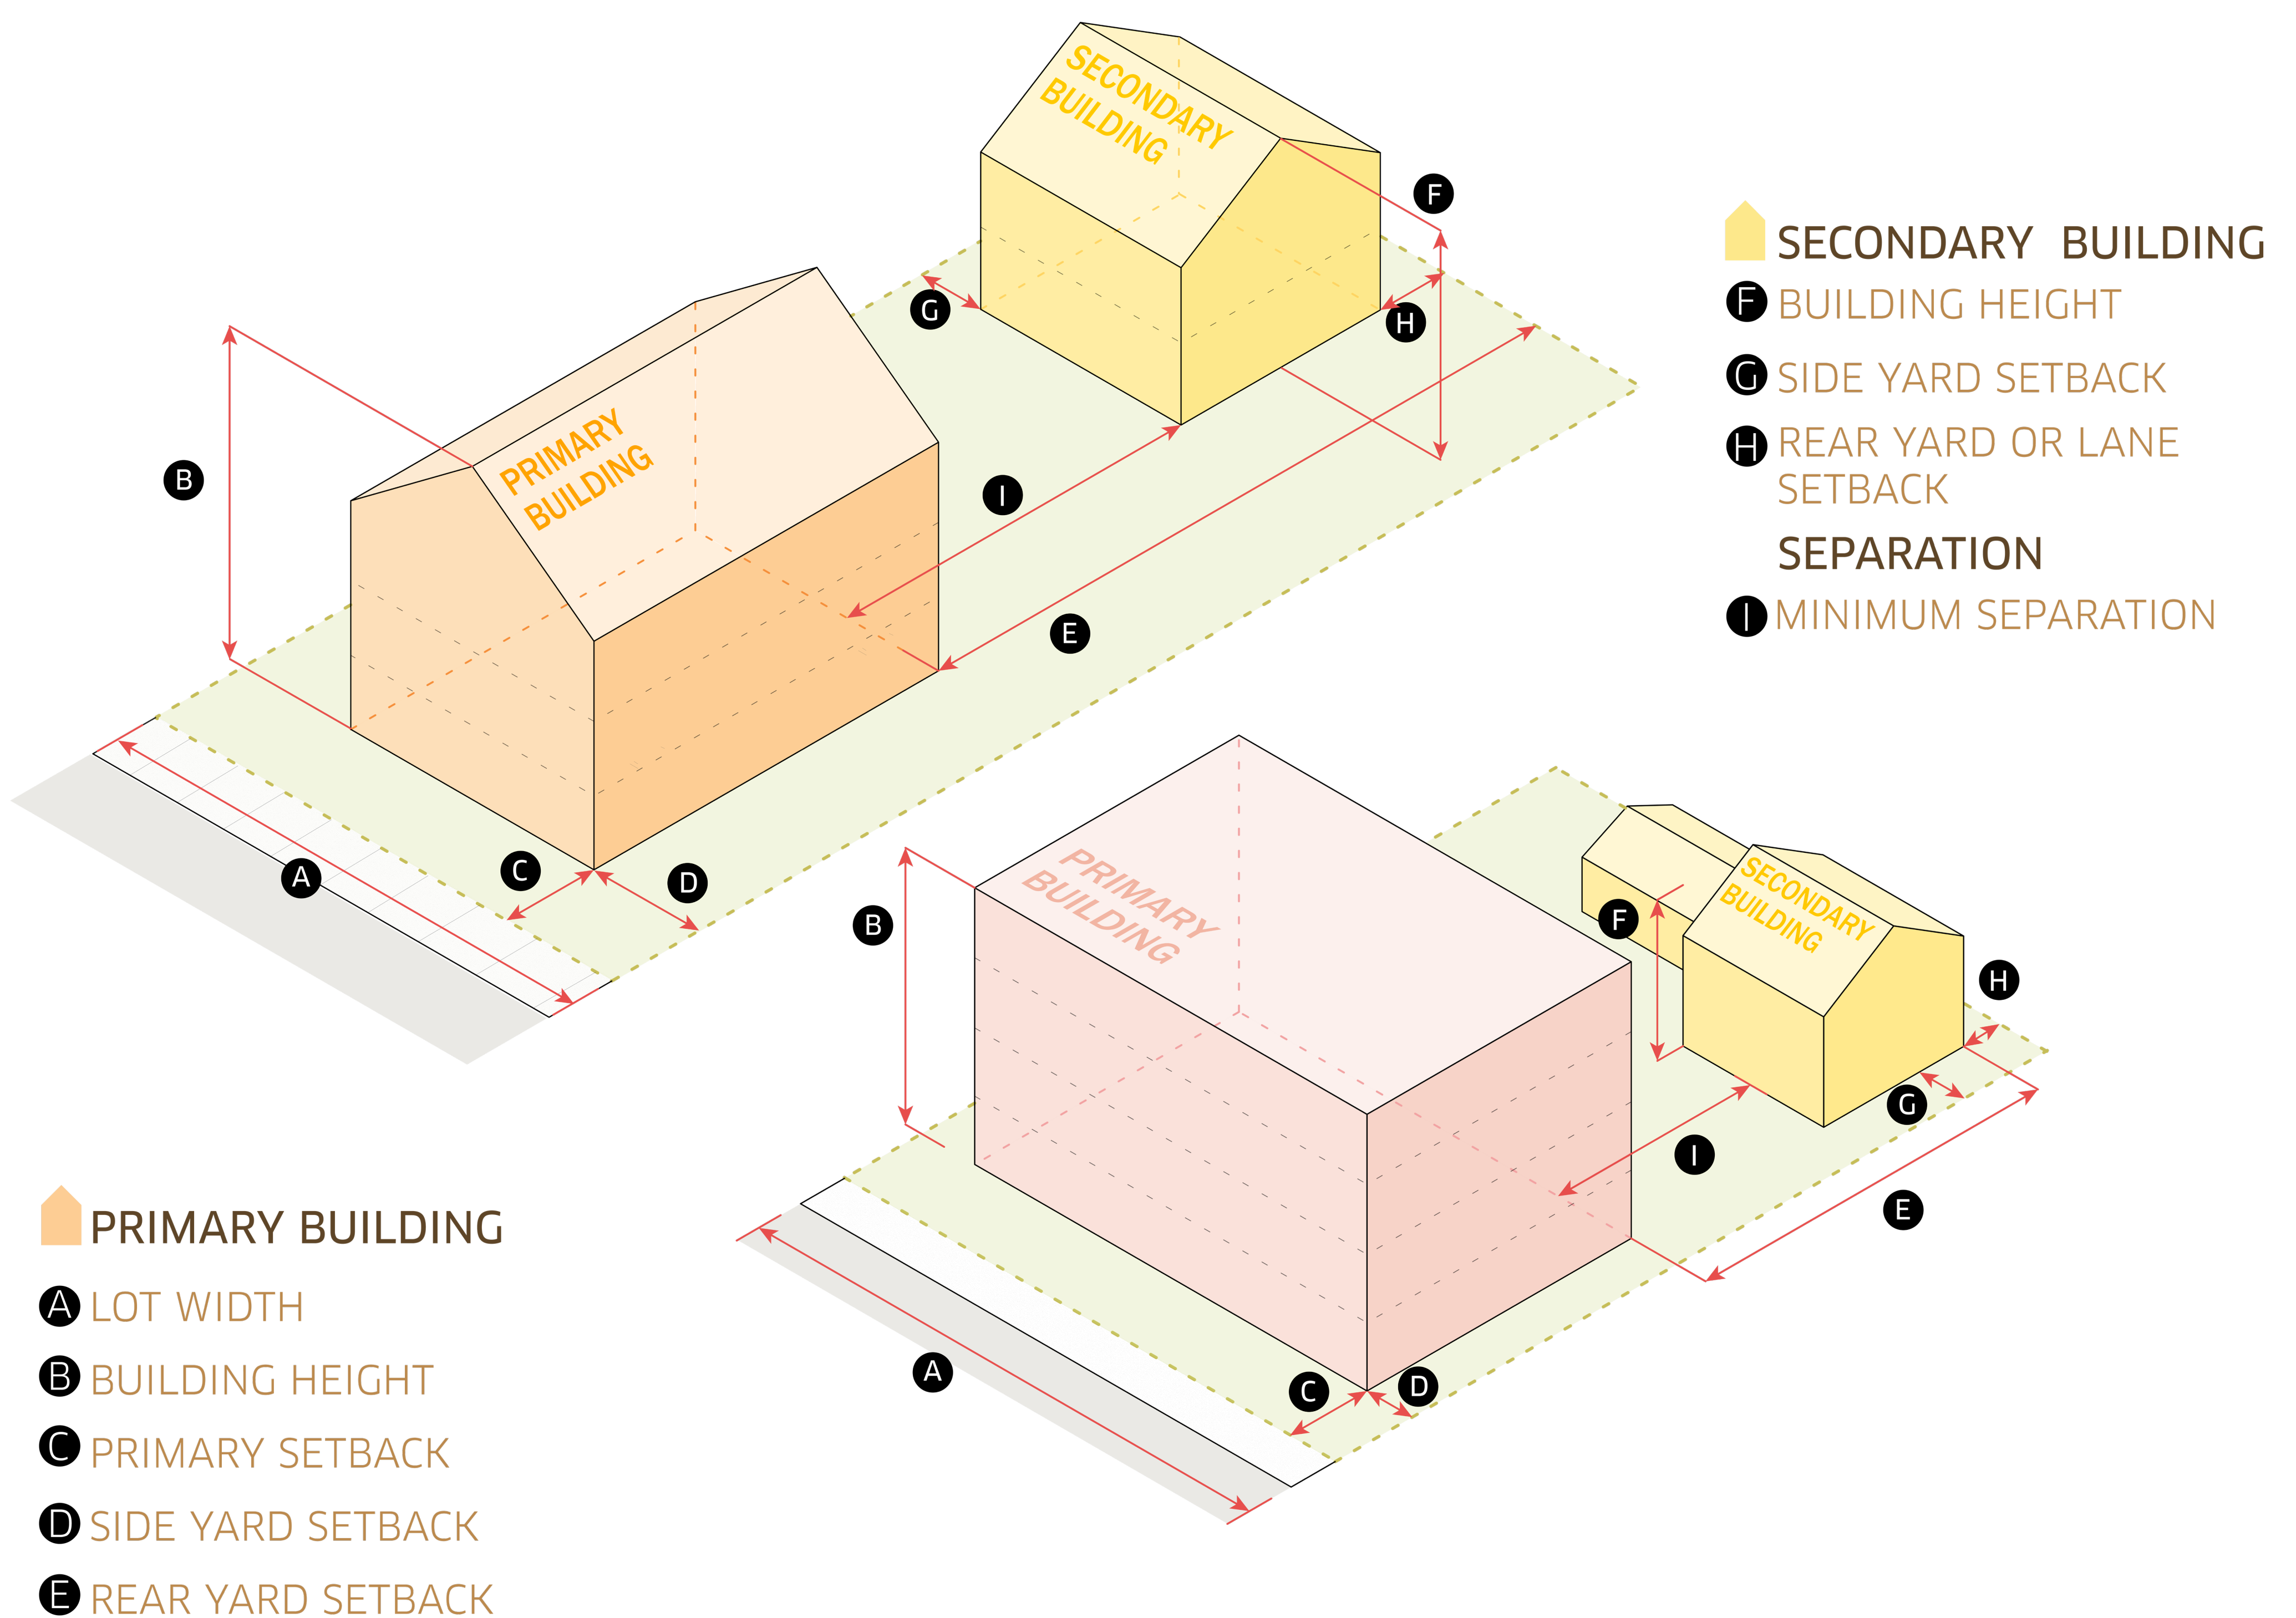 SECONDARY
BUILDING
F
G
H
B
PRIMARY
BUILDING
I
E
A
C
D
SECONDARY BUILDING
F BUILDING HEIGHT
G SIDE YARD SETBACK
H REAR YARD OR LANE
SETBACK
SEPARATION
I MINIMUM SEPARATION
B
PRIMARY
BUILDING
SECONDARY
BUILDING
F
H
G
I
E
A
C
D
PRIMARY BUILDING
A LOT WIDTH
B BUILDING HEIGHT
C PRIMARY SETBACK
D SIDE YARD SETBACK
E REAR YARD SETBACK